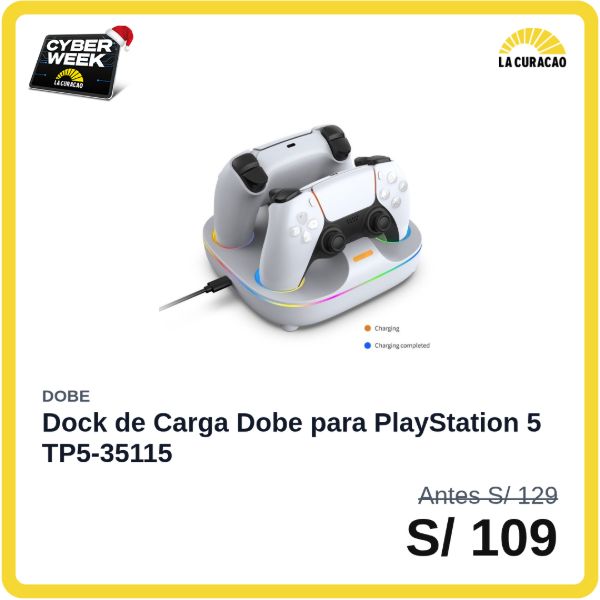 CYBER
WEEK
LA CURACAO
LA CURACAO
Charging
Charging completed
DOBE
Dock de Carga Dobe para PlayStation 5
TP5-35115
Antes S/ 129
S/ 109